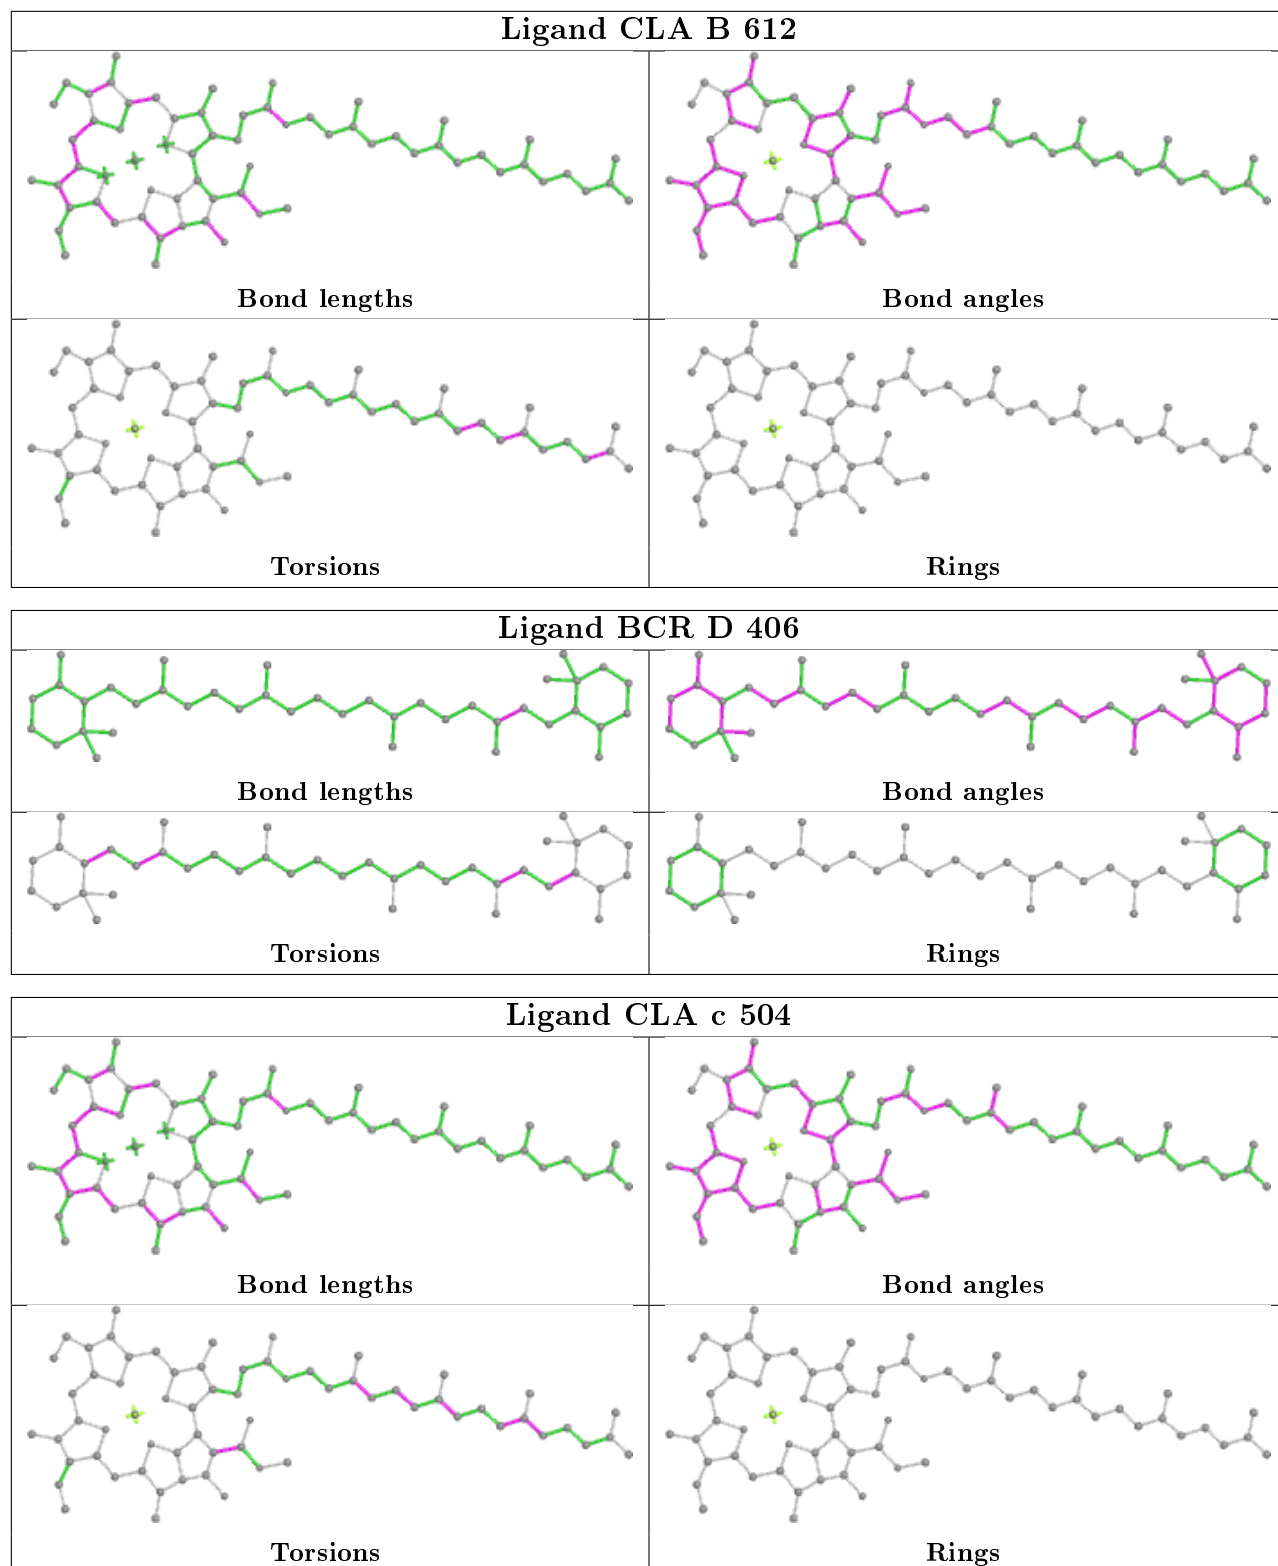 Ligand CLA B 612
Bond lengths
Bond angles
Torsions
Rings
Ligand BCR D 406
Bond lengths
Bond angles
Torsions
Rings
Ligand CLA c 504
Bond lengths
Bond angles
Torsions
Rings